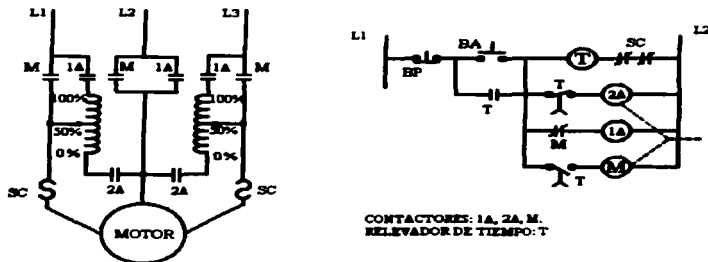 L1 L2 L3
M 1A M 1A 1A M
100% 100%
50% 50%
0% 0%
2A 2A
SC SC
MOTOR
L1 L2
BP BA T SC
T T 2A
M 1A
T M
CONTACTORES: 1A, 2A, M.
RELEVADOR DE TIEMPO: T